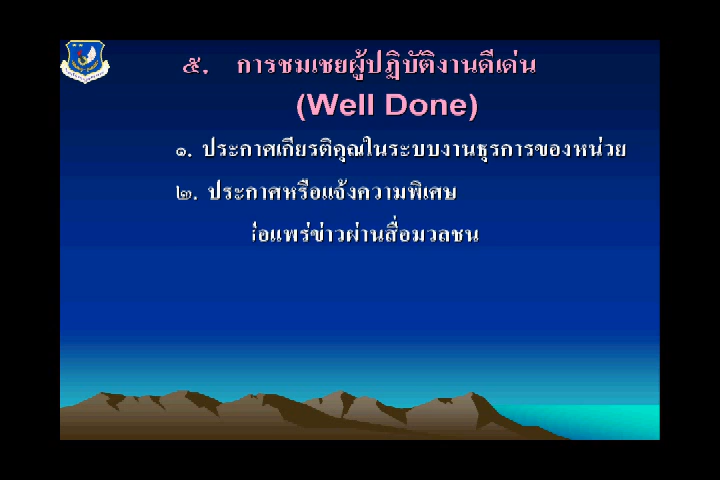 ๕. การชมเชยผู้ปฏิบัติงานดีเด่น
(Well Done)
๑. ประกาศเกียรติคุณในระบบงานธุรการของหน่วย
๒. ประกาศหรือแจ้งความพิเศษ
แพร่ข่าวผ่านสื่อมวลชน